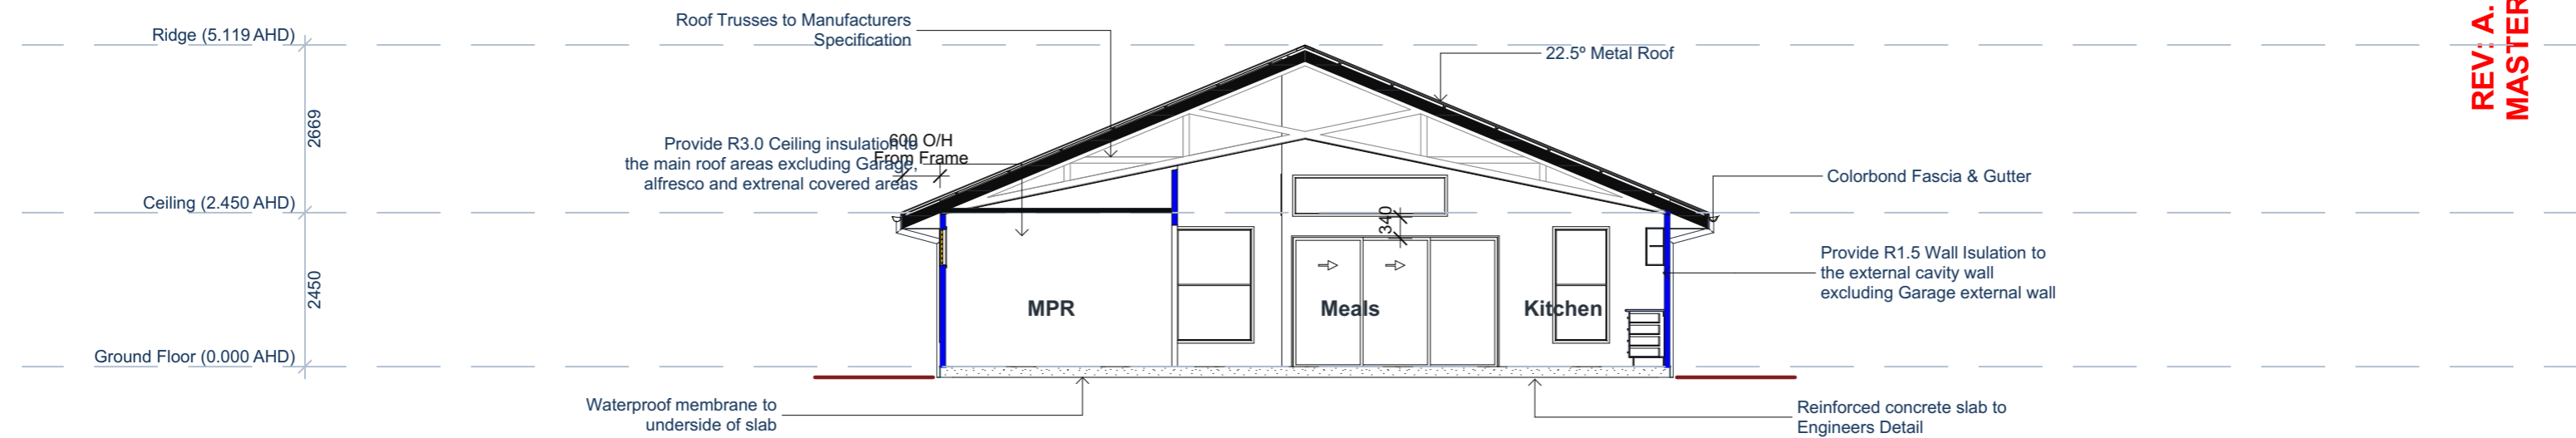 Ridge (5.119 AHD)
2669
Ceiling (2.450 AHD)
2450
Ground Floor (0.000 AHD)
Roof Trusses to Manufacturers
Specification
Provide R3.0 Ceiling insulation to
the main roof areas excluding Garage,
alfresco and extrenal covered areas
600 O/H
From Frame
22.5º Metal Roof
Colorbond Fascia & Gutter
340
Provide R1.5 Wall Isulation to
the external cavity wall
excluding Garage external wall
MPR
Meals
Kitchen
Waterproof membrane to
underside of slab
Reinforced concrete slab to
Engineers Detail
REV: A.
MASTER